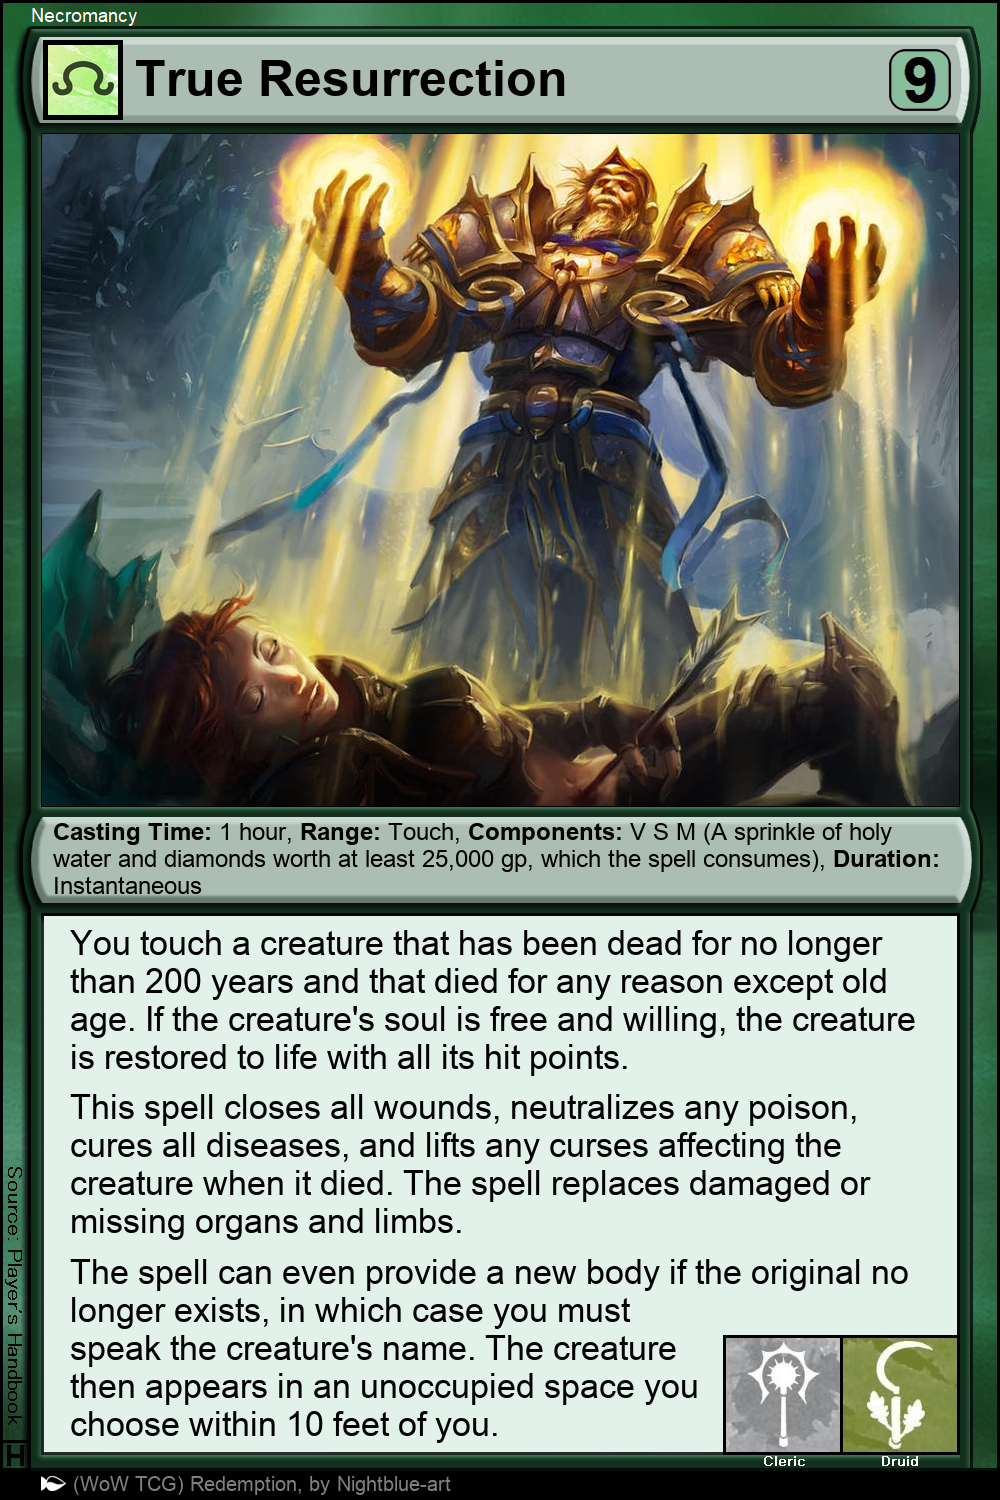 Necromancy
True Resurrection
9
Casting Time: 1 hour, Range: Touch, Components: V S M (A sprinkle of holy
water and diamonds worth at least 25,000 gp, which the spell consumes), Duration:
Instantaneous
You touch a creature that has been dead for no longer
than 200 years and that died for any reason except old
age. If the creature's soul is free and willing, the creature
is restored to life with all its hit points.
This spell closes all wounds, neutralizes any poison,
cures all diseases, and lifts any curses affecting the
creature when it died. The spell replaces damaged or
missing organs and limbs.
The spell can even provide a new body if the original no
longer exists, in which case you must
speak the creature's name. The creature
then appears in an unoccupied space you
choose within 10 feet of you.
Cleric
Druid
Source: Player's Handbook
H
(WoW TCG) Redemption, by Nightblue-art